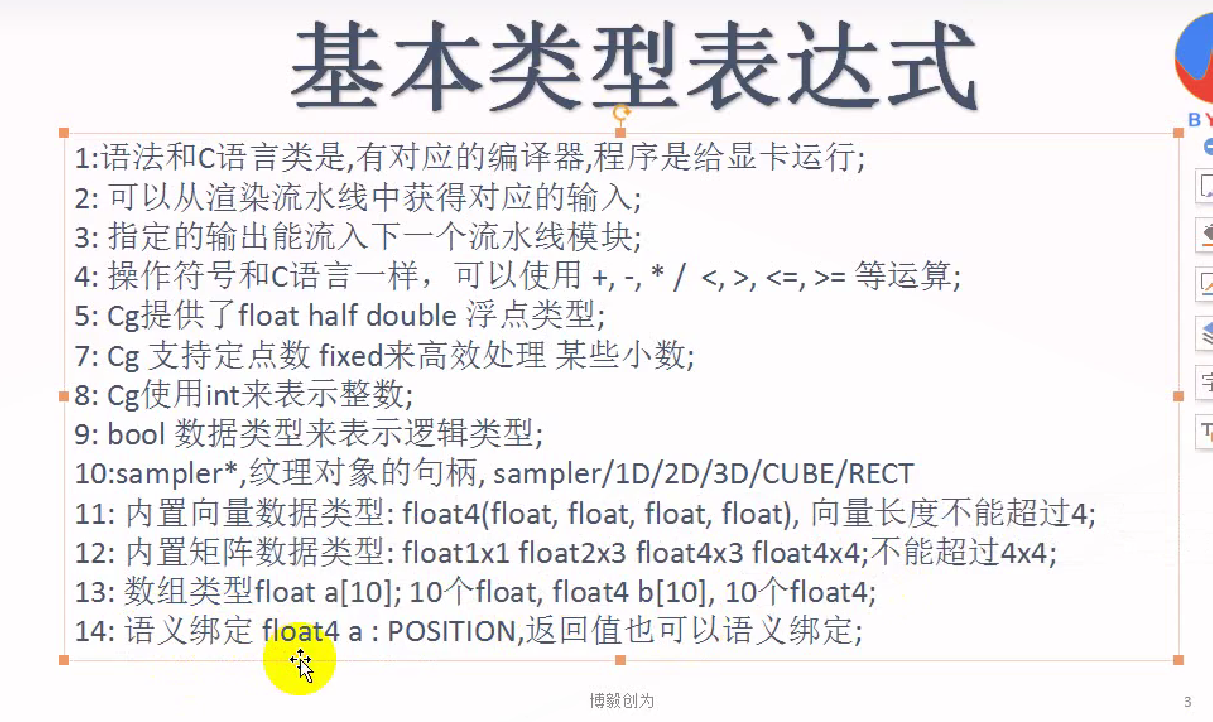 基本类型表达式
B Y
1:语法和C语言类是,有对应的编译器,程序是给显卡运行;
2: 可以从渲染流水线中获得对应的输入;
3: 指定的输出能流入下一个流水线模块;
4: 操作符号和C语言一样，可以使用 +, -, * / <, >, <=, >= 等运算;
5: Cg提供了float half double 浮点类型;
7: Cg 支持定点数 fixed来高效处理 某些小数;
8: Cg使用int来表示整数;
9: bool 数据类型来表示逻辑类型;
10:sampler*,纹理对象的句柄, sampler/1D/2D/3D/CUBE/RECT
11: 内置向量数据类型: float4(float, float, float, float), 向量长度不能超过4;
12: 内置矩阵数据类型: float1x1 float2x3 float4x3 float4x4;不能超过4x4;
13: 数组类型float a[10]; 10个float, float4 b[10], 10个float4;
14: 语义绑定 float4 a : POSITION,返回值也可以语义绑定;
博毅创为
3